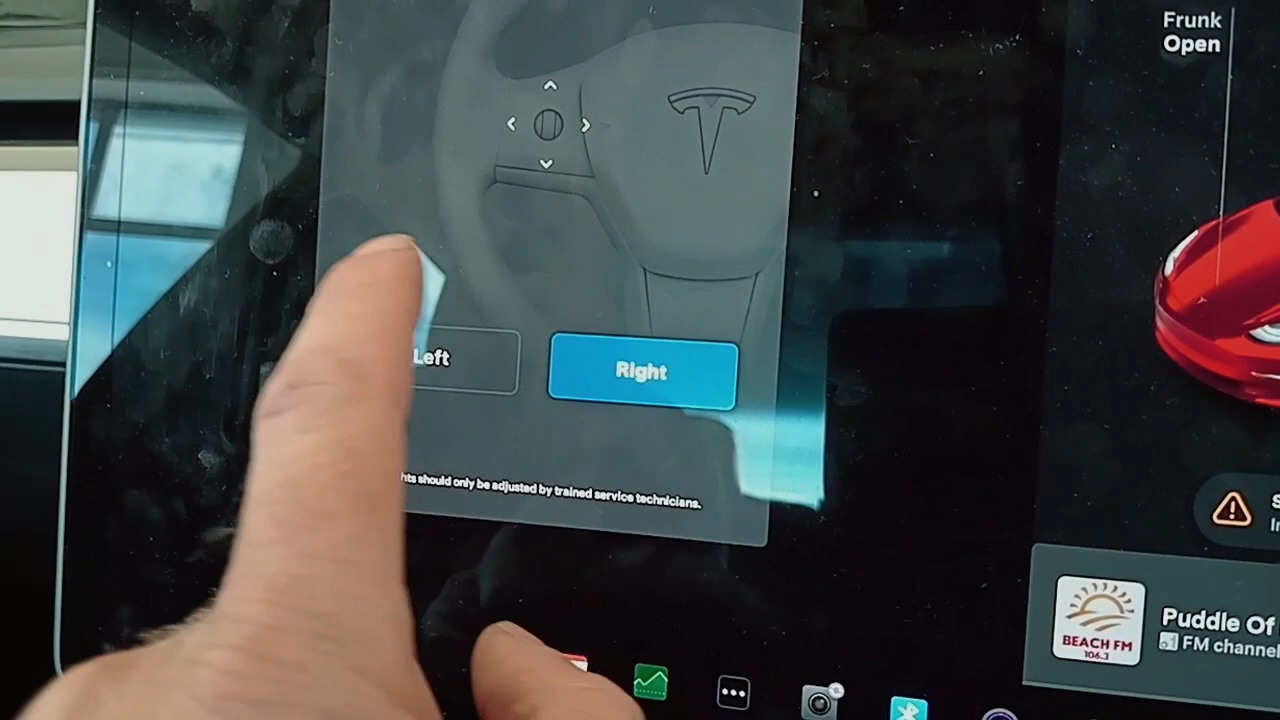 Frunk
Open
Left
Right
should only be adjusted by trained service technicians.
BEACH FM
106.3
Puddle Of
FM channel